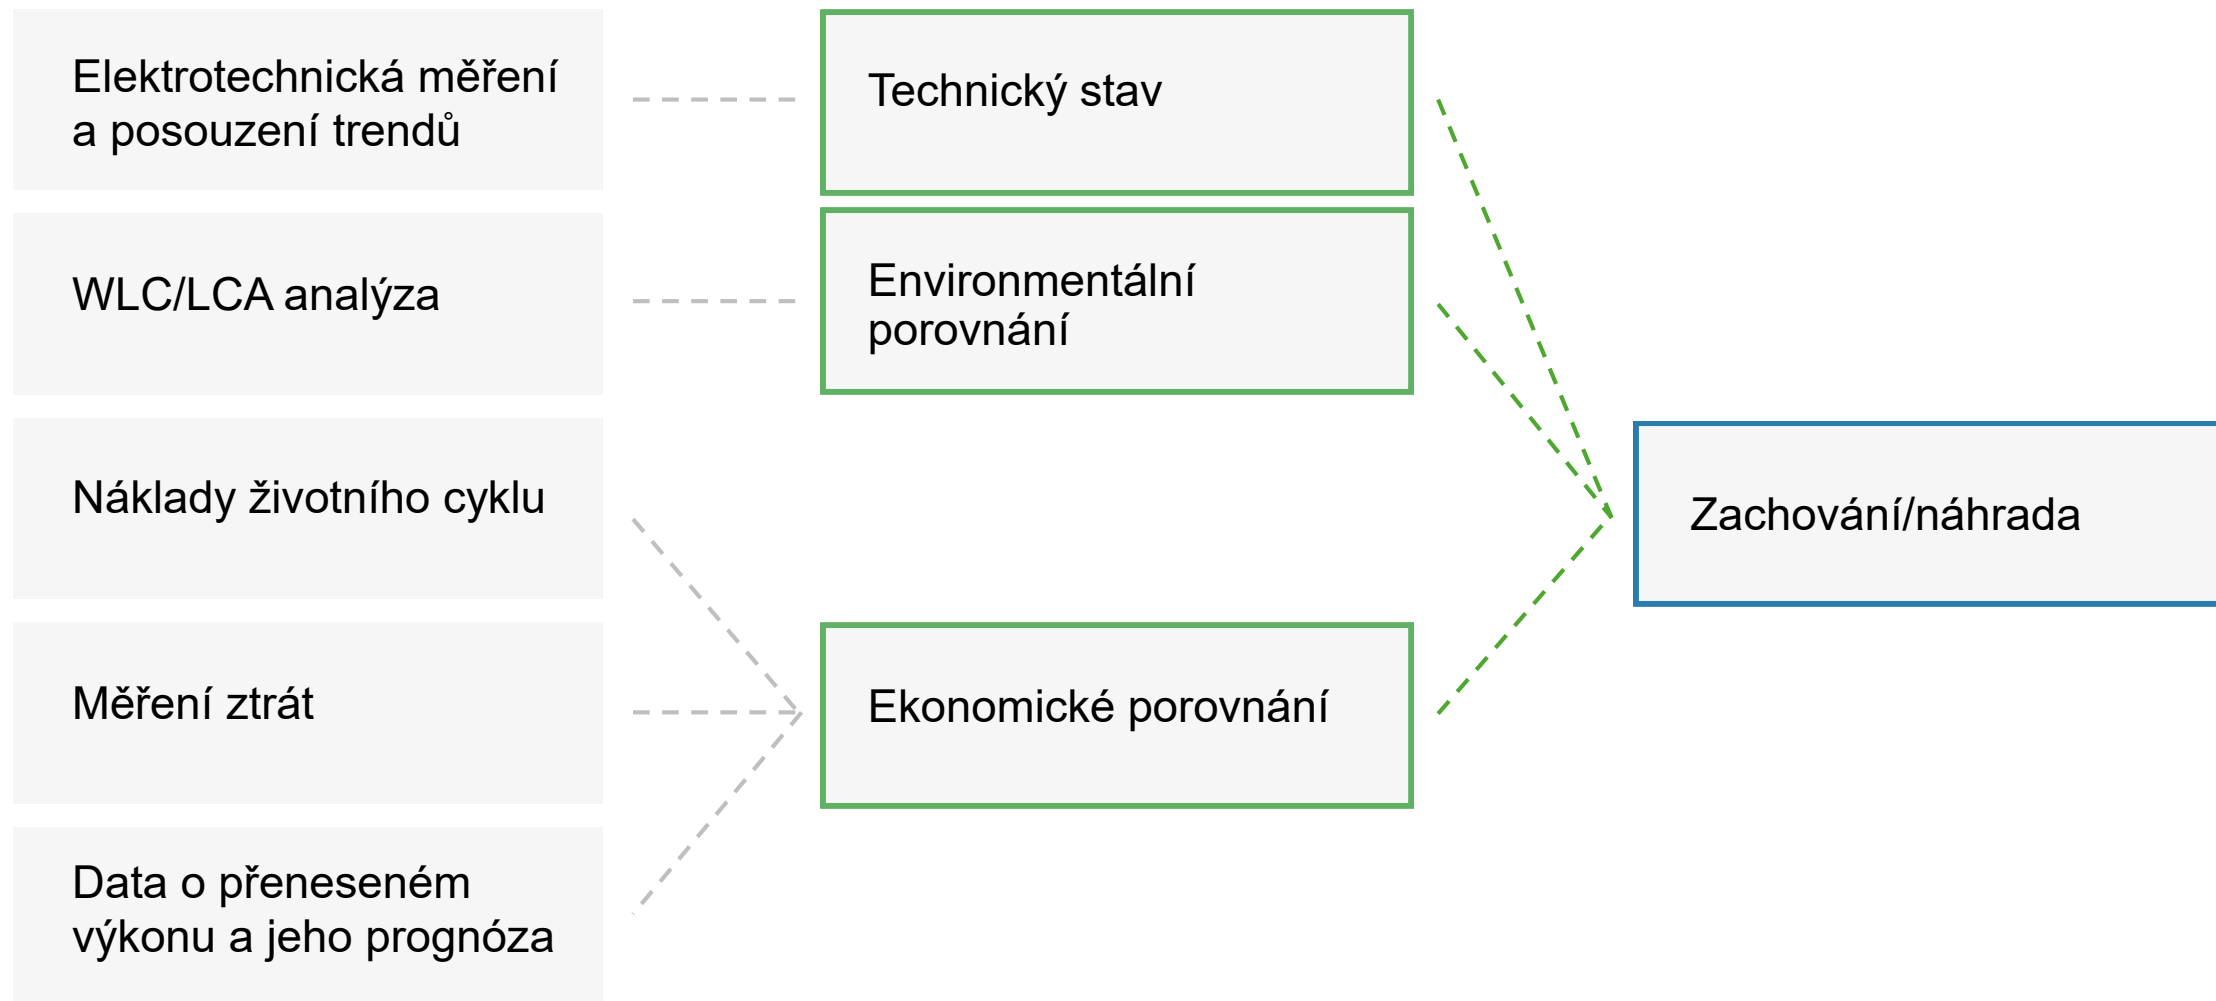 Elektrotechnická měření
a posouzení trendů
Technický stav
WLC/LCA analýza
Environmentální
porovnání
Náklady životního cyklu
Zachování/náhrada
Měření ztrát
Ekonomické porovnání
Data o přeneseném
výkonu a jeho prognóza